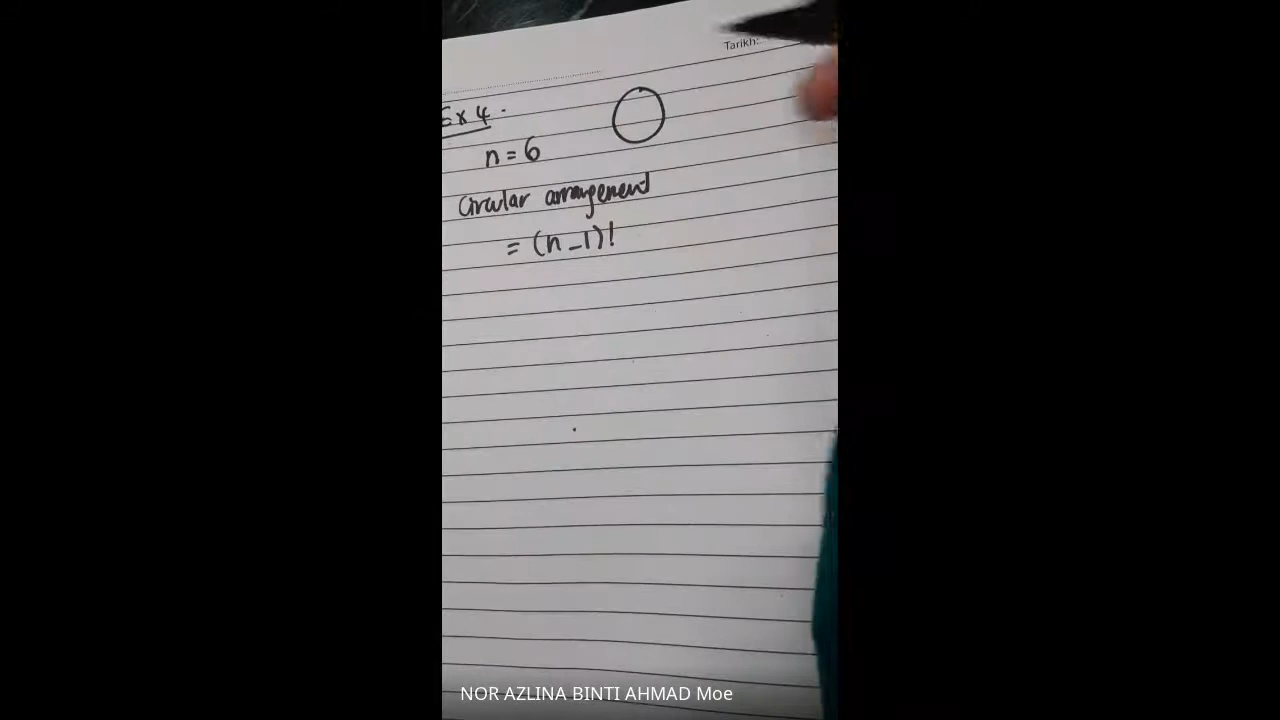 Tarikh:
Ex 4.
n = 6
Circular arrangement
= (n-1)!
NOR AZLINA BINTI AHMAD Moe